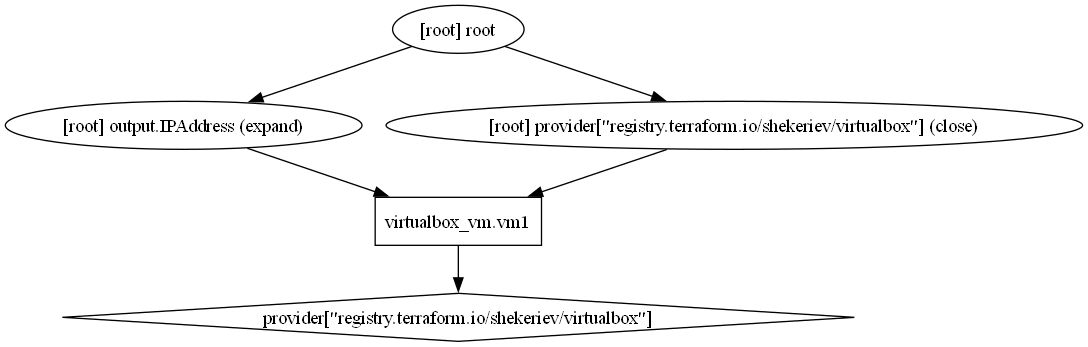 [root] root
[root] output.IPAddress (expand)
[root] provider["registry.terraform.io/shekeriev/virtualbox"] (close)
virtualbox_vm.vm1
provider["registry.terraform.io/shekeriev/virtualbox"]